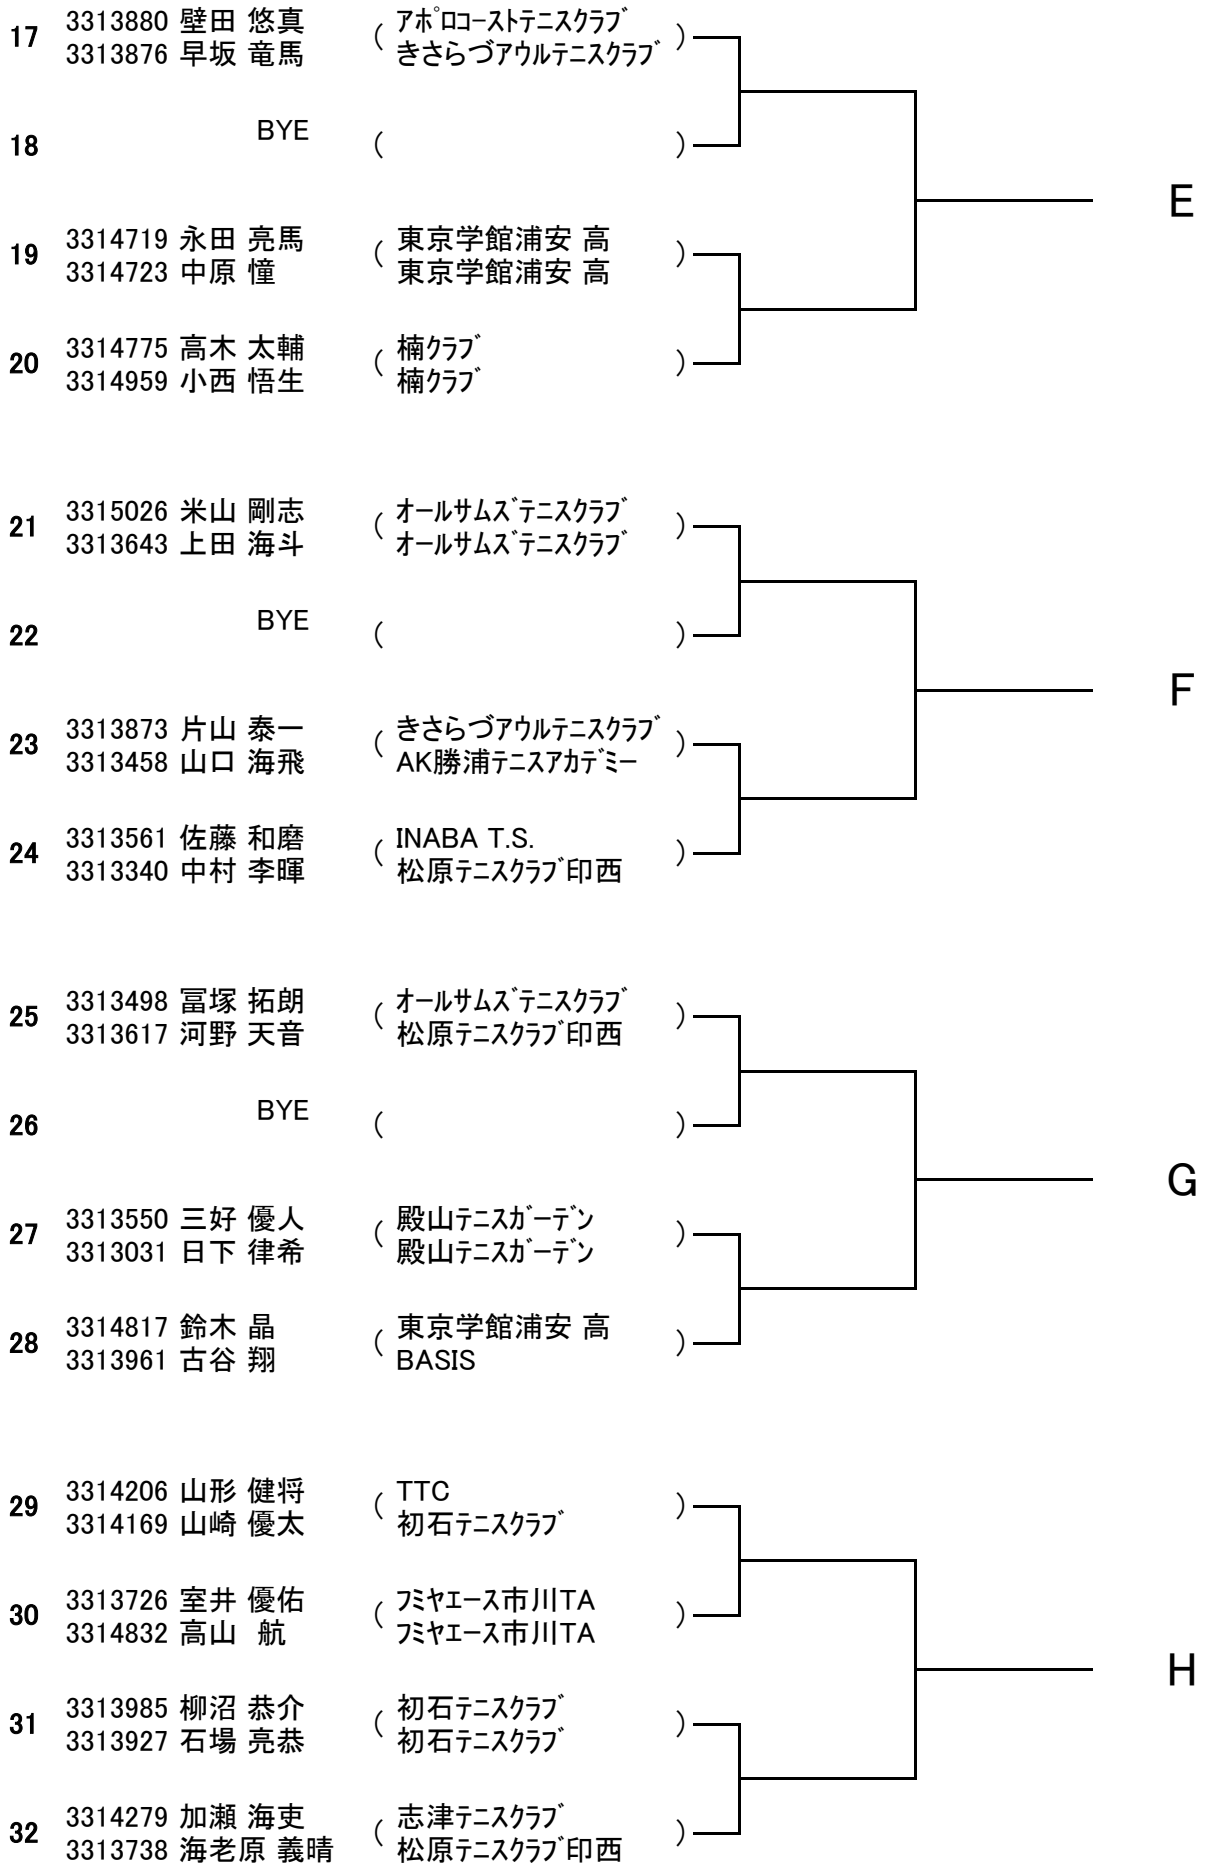 17 3313880 壁田 悠真 ( ｱﾎﾟﾛｺｰｽﾄﾃﾆｽｸﾗﾌﾞ )
3313876 早坂 竜馬 きさらづｱｳﾙﾃﾆｽｸﾗﾌﾞ
18 BYE ( )
E
19 3314719 永田 亮馬 ( 東京学館浦安 高 )
3314723 中原 憧 東京学館浦安 高
20 3314775 高木 太輔 ( 楠ｸﾗﾌﾞ )
3314959 小西 悟生 楠ｸﾗﾌﾞ
21 3315026 米山 剛志 ( ｵｰﾙｻﾑｽﾞﾃﾆｽｸﾗﾌﾞ )
3313643 上田 海斗 ｵｰﾙｻﾑｽﾞﾃﾆｽｸﾗﾌﾞ
22 BYE ( )
F
23 3313873 片山 泰一 ( きさらづｱｳﾙﾃﾆｽｸﾗﾌﾞ )
3313458 山口 海飛 AK勝浦ﾃﾆｽｱｶﾃﾞﾐｰ
24 3313561 佐藤 和磨 ( INABA T.S. )
3313340 中村 李暉 松原ﾃﾆｽｸﾗﾌﾞ印西
25 3313498 冨塚 拓朗 ( ｵｰﾙｻﾑｽﾞﾃﾆｽｸﾗﾌﾞ )
3313617 河野 天音 松原ﾃﾆｽｸﾗﾌﾞ印西
26 BYE ( )
G
27 3313550 三好 優人 ( 殿山ﾃﾆｽｶﾞｰﾃﾞﾝ )
3313031 日下 律希 殿山ﾃﾆｽｶﾞｰﾃﾞﾝ
28 3314817 鈴木 晶 ( 東京学館浦安 高 )
3313961 古谷 翔 BASIS
29 3314206 山形 健将 ( TTC )
3314169 山崎 優太 初石ﾃﾆｽｸﾗﾌﾞ
30 3313726 室井 優佑 ( ﾌﾐﾔｴｰｽ市川TA )
3314832 高山 航 ﾌﾐﾔｴｰｽ市川TA
H
31 3313985 柳沼 恭介 ( 初石ﾃﾆｽｸﾗﾌﾞ )
3313927 石場 亮恭 初石ﾃﾆｽｸﾗﾌﾞ
32 3314279 加瀬 海吏 ( 志津ﾃﾆｽｸﾗﾌﾞ )
3313738 海老原 義晴 松原ﾃﾆｽｸﾗﾌﾞ印西